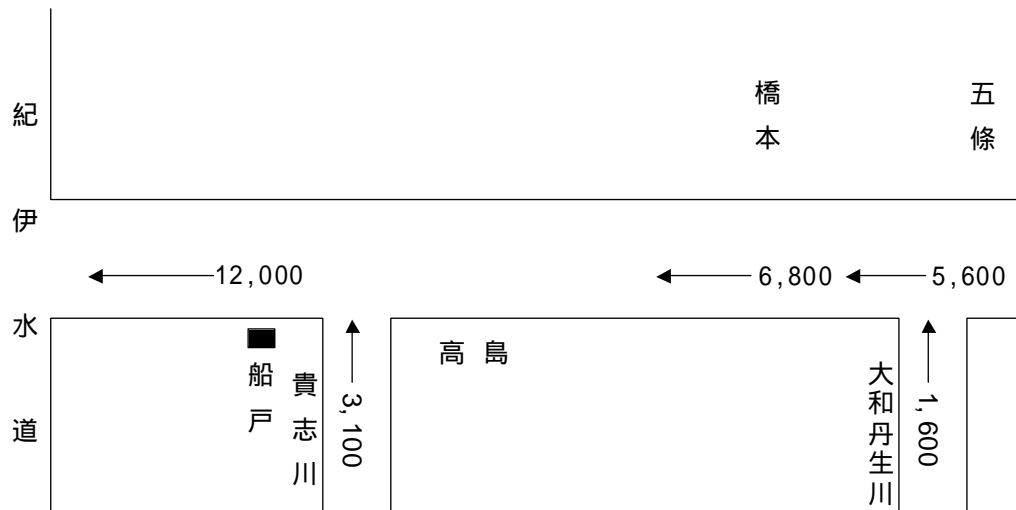 紀伊水道
橋本
五條
12,000
6,800
5,600
船戸
貴志川
3,100
高島
大和丹生川
1,600